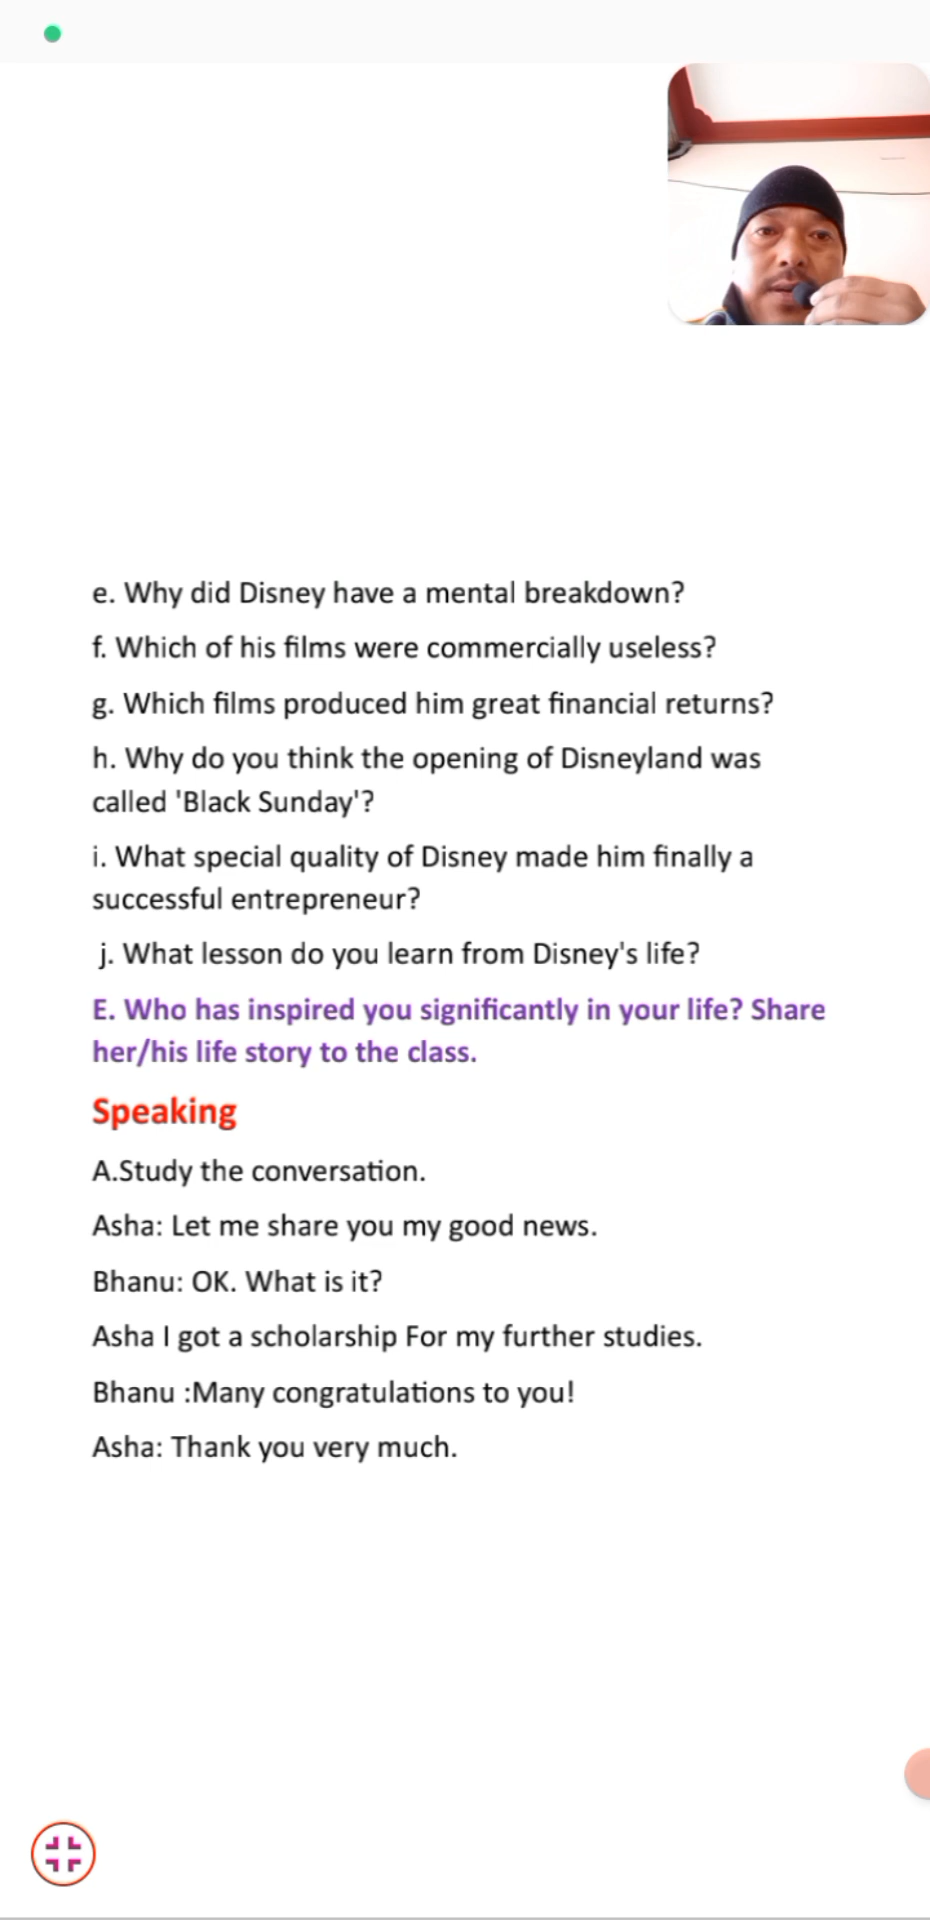 e. Why did Disney have a mental breakdown?
f. Which of his films were commercially useless?
g. Which films produced him great financial returns?
h. Why do you think the opening of Disneyland was
called 'Black Sunday'?
i. What special quality of Disney made him finally a
successful entrepreneur?
j. What lesson do you learn from Disney's life?
E. Who has inspired you significantly in your life? Share
her/his life story to the class.
Speaking
A.Study the conversation.
Asha: Let me share you my good news.
Bhanu: OK. What is it?
Asha I got a scholarship For my further studies.
Bhanu :Many congratulations to you!
Asha: Thank you very much.